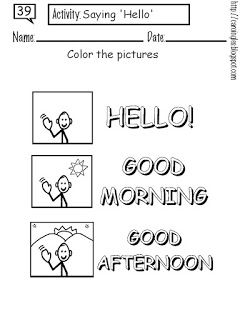 39
Activity: Saying 'Hello'
Name: Date:
Color the pictures
HELLO!
GOOD
MORNING
GOOD
AFTERNOON